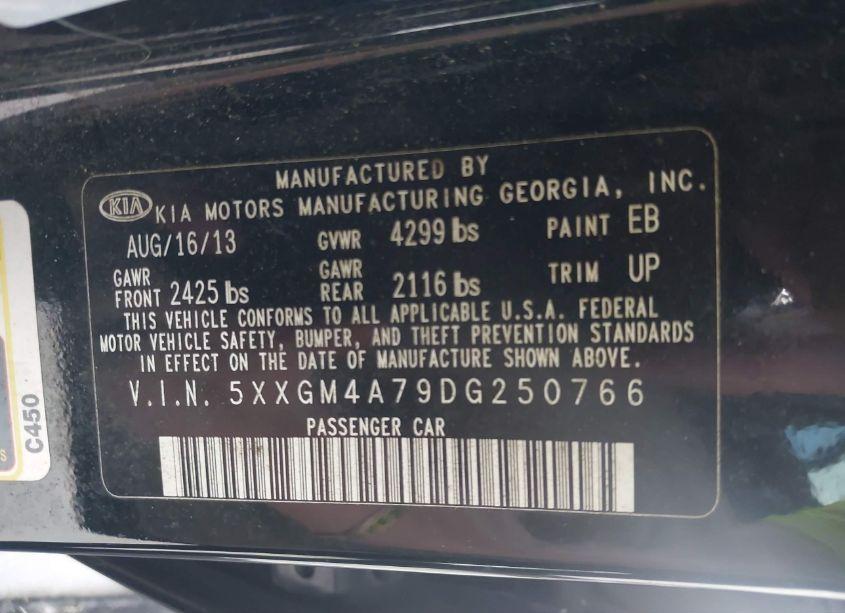 MANUFACTURED BY
KIA KIA MOTORS MANUFACTURING GEORGIA, INC.
AUG/16/13 GVWR 4299 lbs PAINT EB
GAWR FRONT 2425 lbs GAWR REAR 2116 lbs TRIM UP
THIS VEHICLE CONFORMS TO ALL APPLICABLE U.S.A. FEDERAL
MOTOR VEHICLE SAFETY, BUMPER, AND THEFT PREVENTION STANDARDS
IN EFFECT ON THE DATE OF MANUFACTURE SHOWN ABOVE.
V.I.N. 5XXGM4A79DG250766
PASSENGER CAR
C450